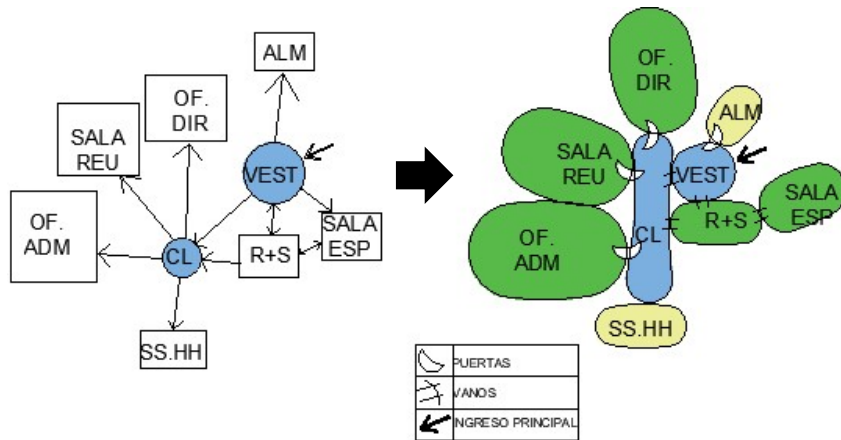 ALM
OF.
DIR
SALA
REU
VEST
OF.
ADM
SALA
ESP
CL
R+S
SS.HH
OF.
DIR
ALM
SALA
REU
VEST
SALA
ESP
R+S
OF.
ADM
CL
SS.HH
PUERTAS
VANOS
INGRESO PRINCIPAL